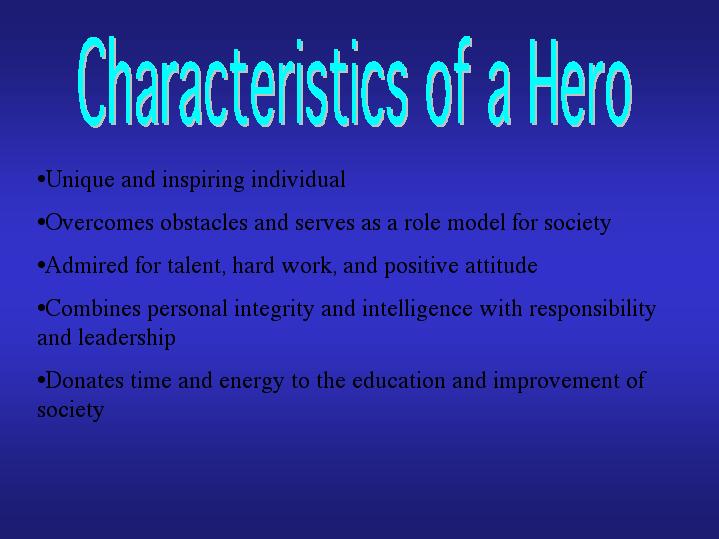 Characteristics of a Hero
•Unique and inspiring individual
•Overcomes obstacles and serves as a role model for society
•Admired for talent, hard work, and positive attitude
•Combines personal integrity and intelligence with responsibility
and leadership
•Donates time and energy to the education and improvement of
society